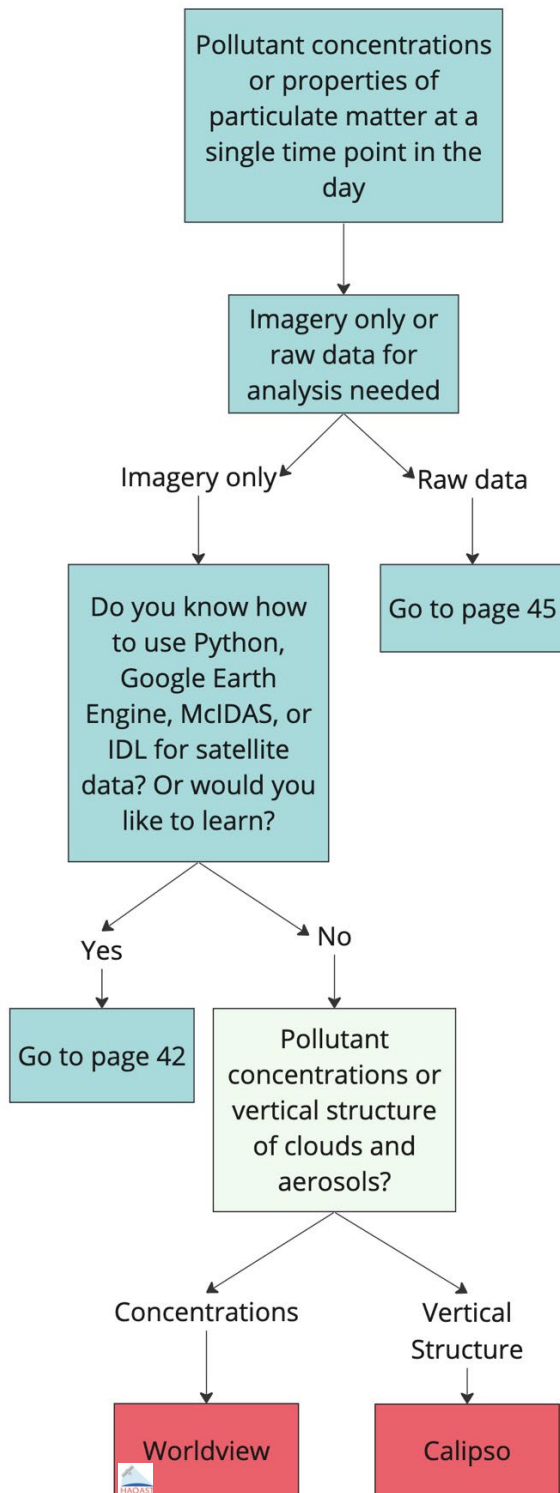 Pollutant concentrations
or properties of
particulate matter at a
single time point in the
day
Imagery only or
raw data for
analysis needed
Imagery only
Raw data
Do you know how
to use Python,
Google Earth
Engine, McIDAS, or
IDL for satellite
data? Or would you
like to learn?
Go to page 45
Yes
No
Go to page 42
Pollutant
concentrations or
vertical structure
of clouds and
aerosols?
Concentrations
Vertical
Structure
Worldview
Calipso
HAQAST